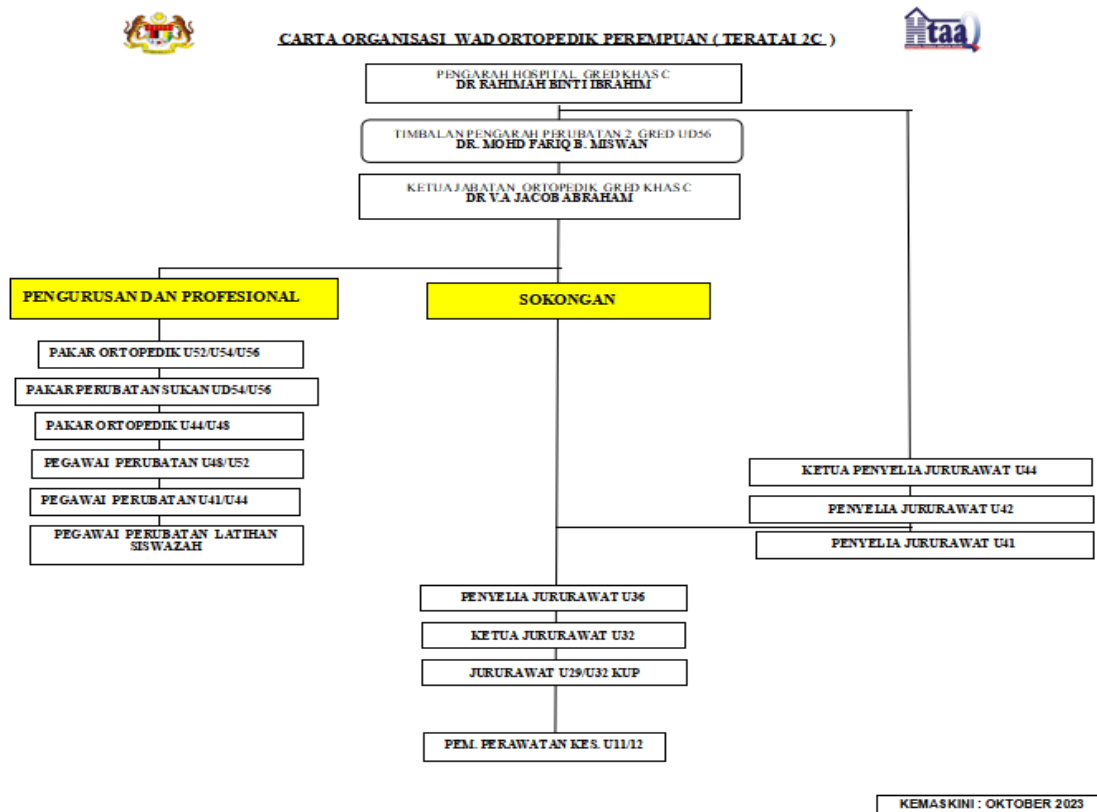 CARTA ORGANISASI WAD ORTOPEDIK PEREMPUAN ( TERATAI 2C )
Htaa
PENGARAH HOSPITAL GRED KHAS C
DR RAHIMAH BINTI IBRAHIM
TIMBALAN PENGARAH PERUBATAN 2 GRED UD56
DR. MOHD FARIQ B. MISWAN
KETUA JABATAN ORTOPEDIK GRED KHAS C
DR V.A JACOB ABRAHAM
PENGURUSAN DAN PROFESIONAL
PAKAR ORTOPEDIK U52/U54/U56
PAKAR PERUBATAN SUKAN UD54/U56
PAKAR ORTOPEDIK U44/U48
PEGAWAI PERUBATAN U48/U52
PEGAWAI PERUBATAN U41/U44
PEGAWAI PERUBATAN LATIHAN
SISWAZAH
SOKONGAN
KETUA PENYELIA JURURAWAT U44
PENYELIA JURURAWAT U42
PENYELIA JURURAWAT U41
PENYELIA JURURAWAT U36
KETUA JURURAWAT U32
JURURAWAT U29/U32 KUP
PEM. PERAWATAN KES. U11/12
KEMASKINI : OKTOBER 2023